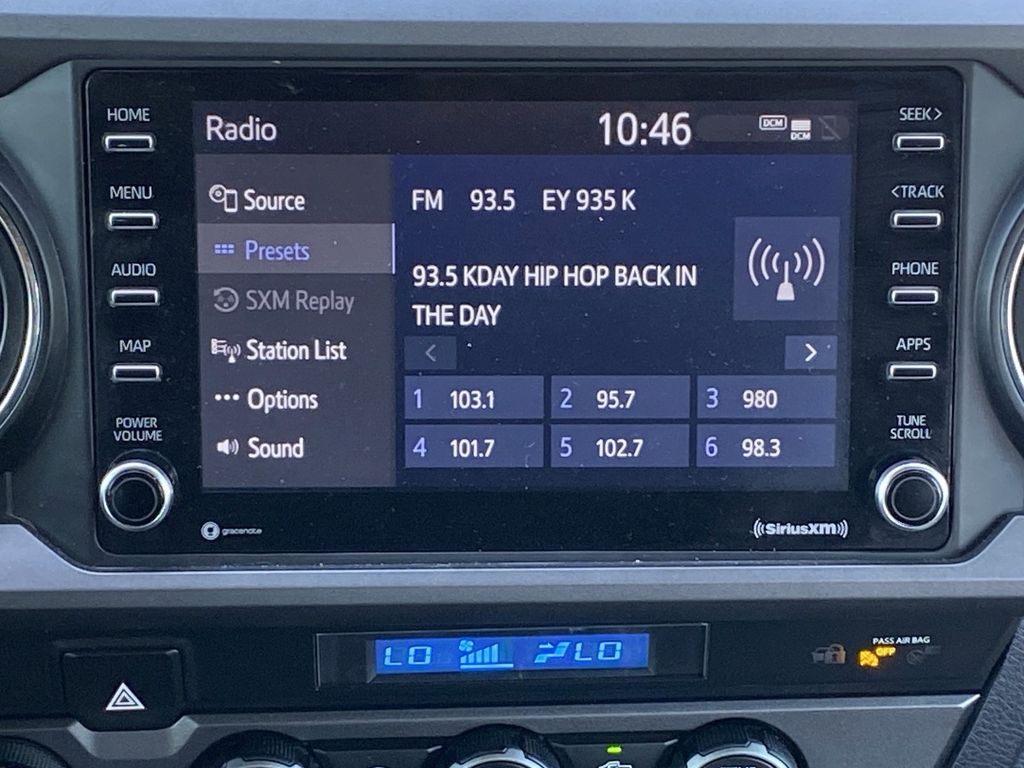 HOME
MENU
AUDIO
MAP
POWER
VOLUME
Radio
10:46
DCM
DCM
Source
Presets
SXM Replay
Station List
Options
Sound
FM 93.5 EY 935 K
93.5 KDAY HIP HOP BACK IN
THE DAY
< >
1 103.1 2 95.7 3 980
4 101.7 5 102.7 6 98.3
SEEK>
<TRACK
PHONE
APPS
TUNE
SCROLL
gracenote
((SiriusXM))
LO LO
PASS AIR BAG
OFF